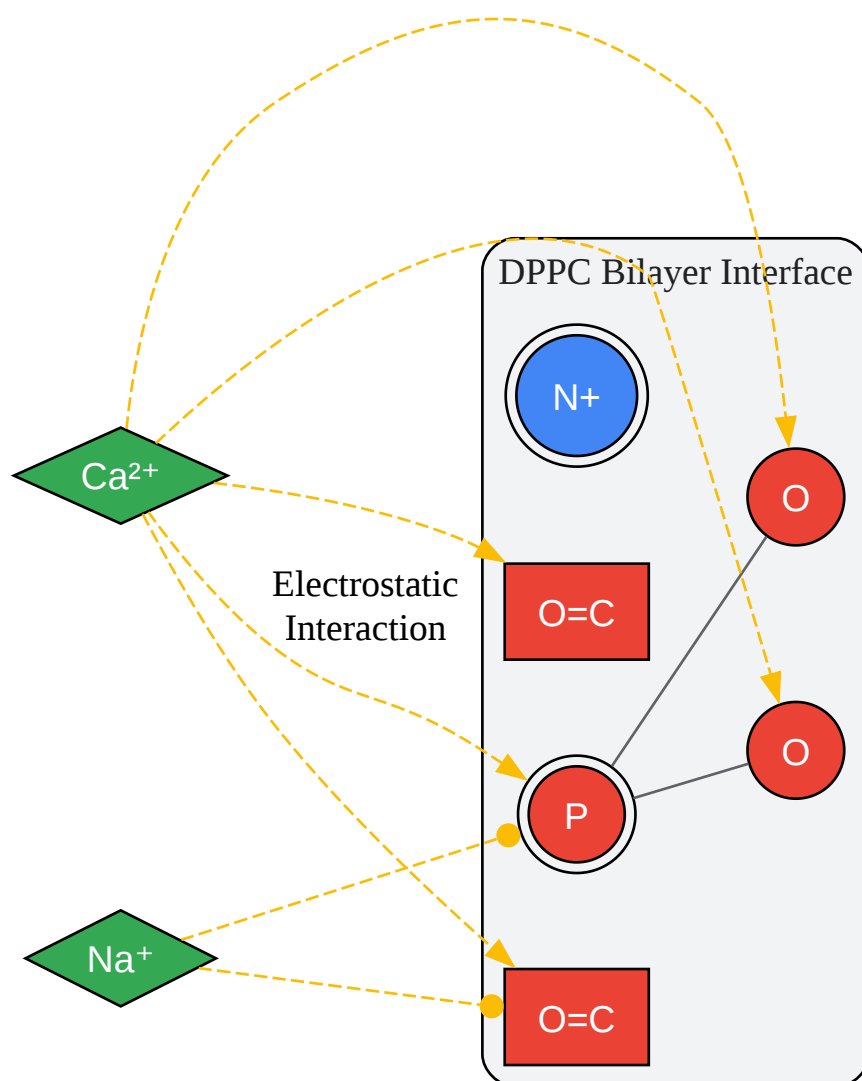 DPPC Bilayer Interface
N+
Ca²⁺
O
Electrostatic
Interaction
O=C
O
P
Na⁺
O=C